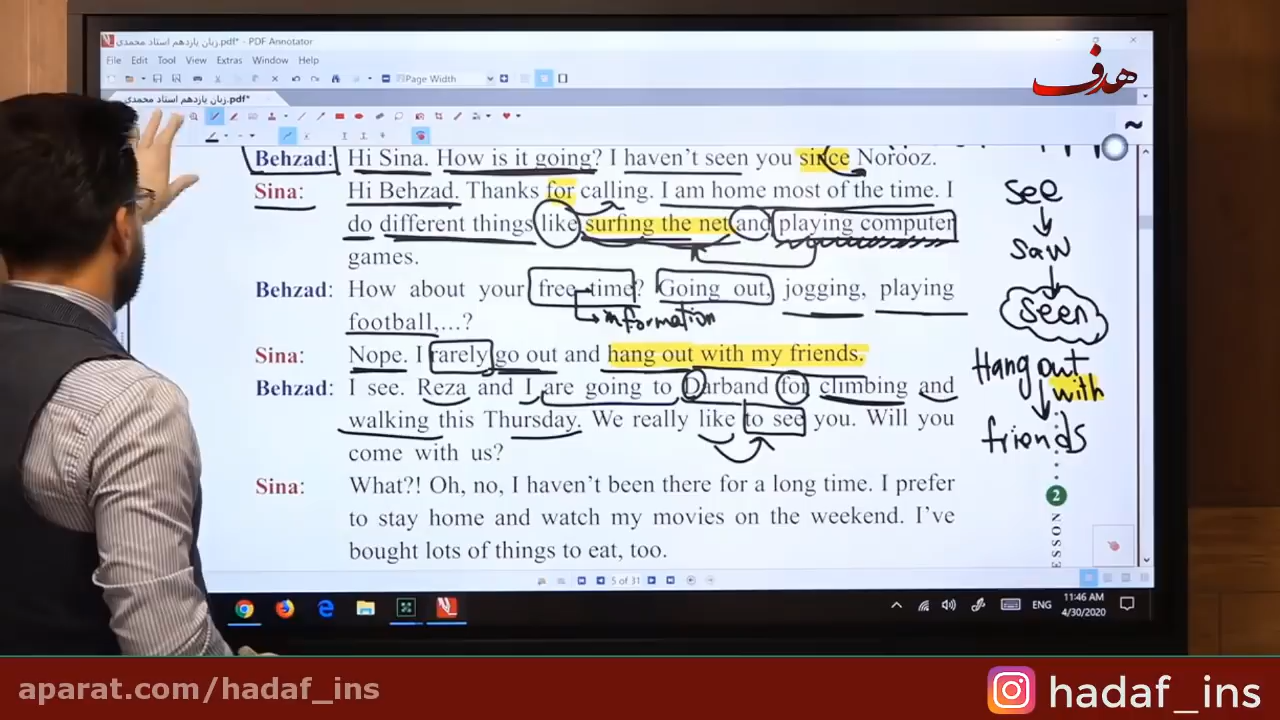 زبان یازدهم استاد محمدی.pdf* - PDF Annotator
هدف
File Edit Tool View Extras Window Help
Page Width
زبان یازدهم استاد محمدی.pdf*
Behzad: Hi Sina. How is it going? I haven't seen you since Norooz.
Sina: Hi Behzad. Thanks for calling. I am home most of the time. I
do different things like surfing the net and playing computer
games.
Behzad: How about your free time? Going out, jogging, playing
information
football,...?
Sina: Nope. I rarely go out and hang out with my friends.
Behzad: I see. Reza and I are going to Darband for climbing and
walking this Thursday. We really like to see you. Will you
come with us?
Sina: What?! Oh, no, I haven't been there for a long time. I prefer
to stay home and watch my movies on the weekend. I've
bought lots of things to eat, too.
see
saw
seen
Hang out
with
friends
2
ESSON
5 of 31
ENG
11:46 AM
4/30/2020
aparat.com/hadaf_ins
hadaf_ins